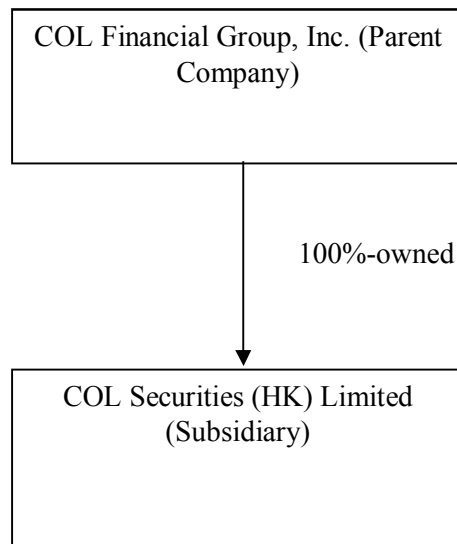 COL Financial Group, Inc. (Parent
Company)
100%-owned
COL Securities (HK) Limited
(Subsidiary)